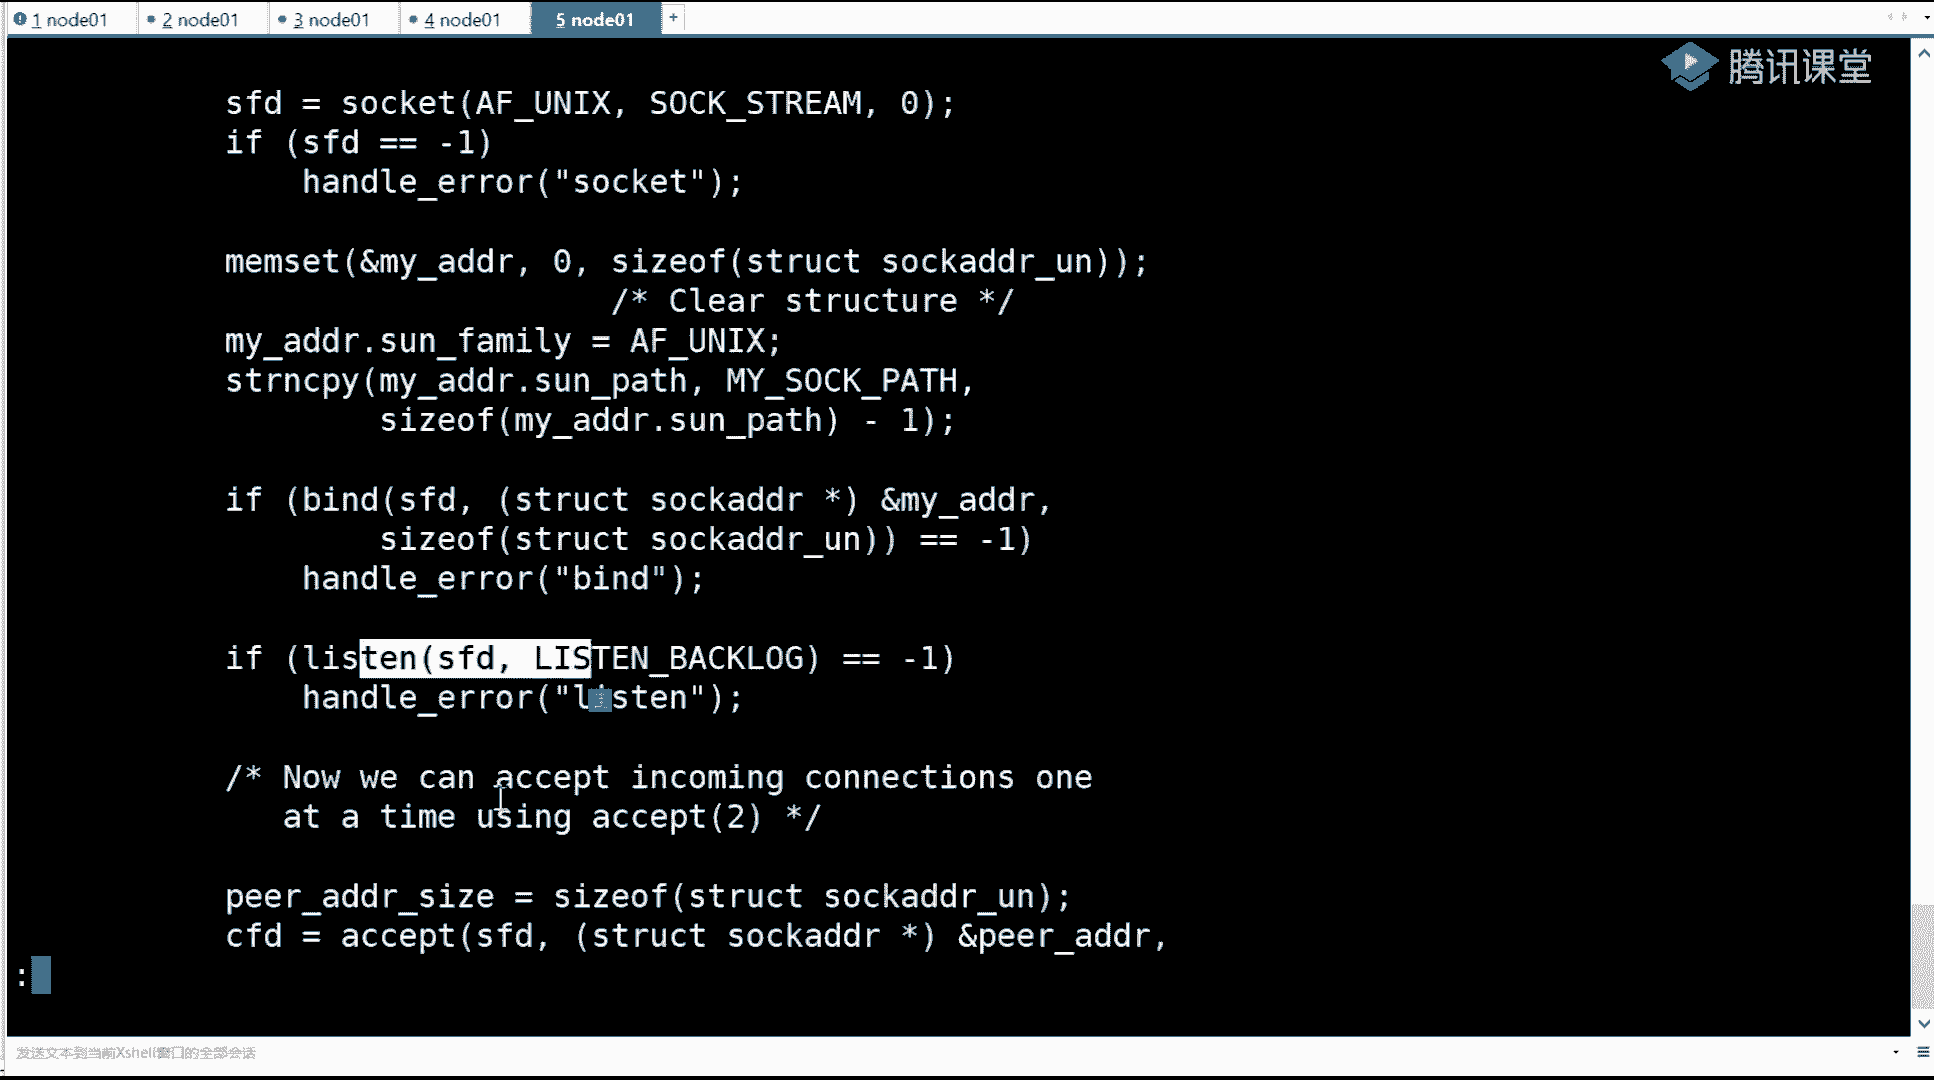 1 node01
2 node01
3 node01
4 node01
5 node01
+
腾讯课堂
sfd = socket(AF_UNIX, SOCK_STREAM, 0);
if (sfd == -1)
    handle_error("socket");
memset(&my_addr, 0, sizeof(struct sockaddr_un));
                    /* Clear structure */
my_addr.sun_family = AF_UNIX;
strncpy(my_addr.sun_path, MY_SOCK_PATH,
        sizeof(my_addr.sun_path) - 1);
if (bind(sfd, (struct sockaddr *) &my_addr,
        sizeof(struct sockaddr_un)) == -1)
    handle_error("bind");
if (listen(sfd, LISTEN_BACKLOG) == -1)
    handle_error("listen");
/* Now we can accept incoming connections one
   at a time using accept(2) */
peer_addr_size = sizeof(struct sockaddr_un);
cfd = accept(sfd, (struct sockaddr *) &peer_addr,
:
发送文本到当前Xshell窗口的全部会话